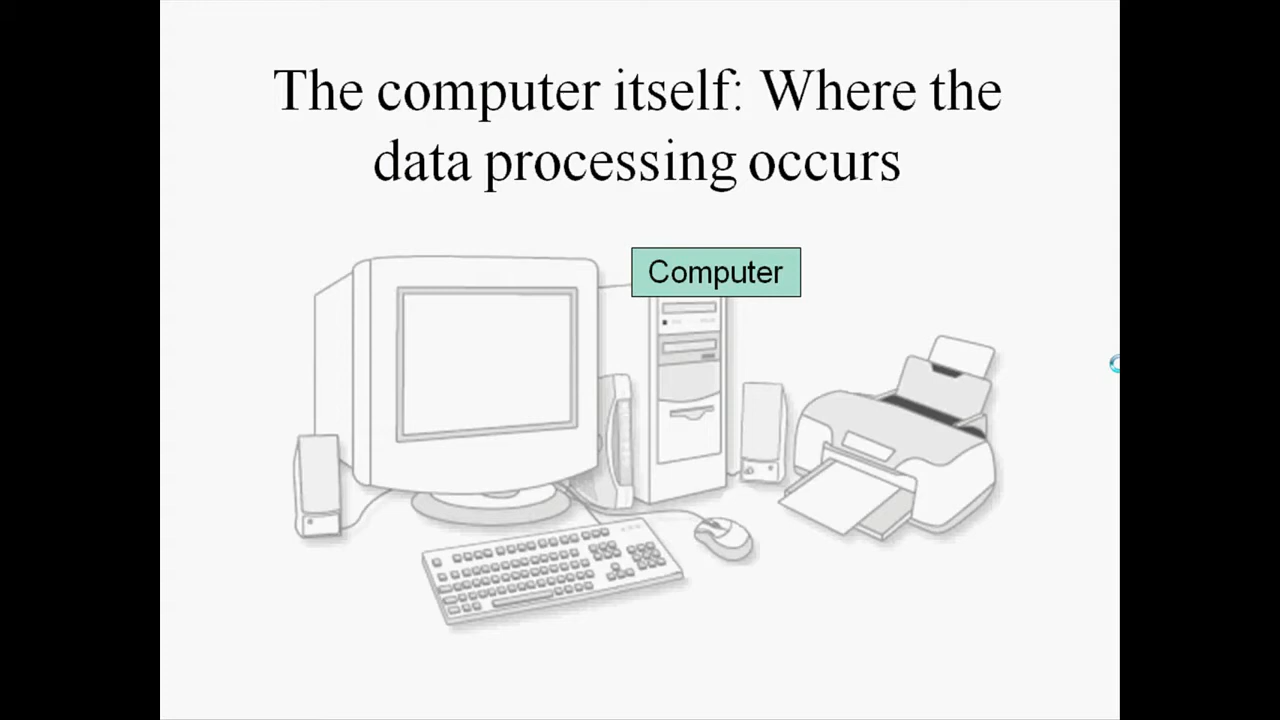 The computer itself: Where the
data processing occurs
Computer